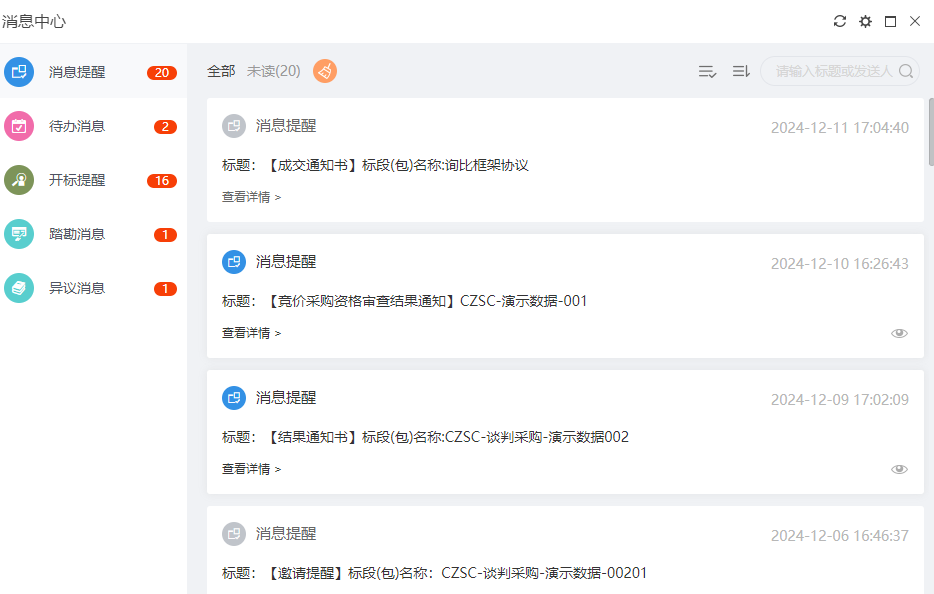 消息中心
消息提醒 20
待办消息 2
开标提醒 16
踏勘消息 1
异议消息 1
全部 未读(20) 请输入标题或发送人
消息提醒 2024-12-11 17:04:40
标题：【成交通知书】标段(包)名称:询比框架协议
查看详情 >
消息提醒 2024-12-10 16:26:43
标题：【竞价采购资格审查结果通知】CZSC-演示数据-001
查看详情 >
消息提醒 2024-12-09 17:02:09
标题：【结果通知书】标段(包)名称:CZSC-谈判采购-演示数据002
查看详情 >
消息提醒 2024-12-06 16:46:37
标题：【邀请提醒】标段(包)名称：CZSC-谈判采购-演示数据-00201